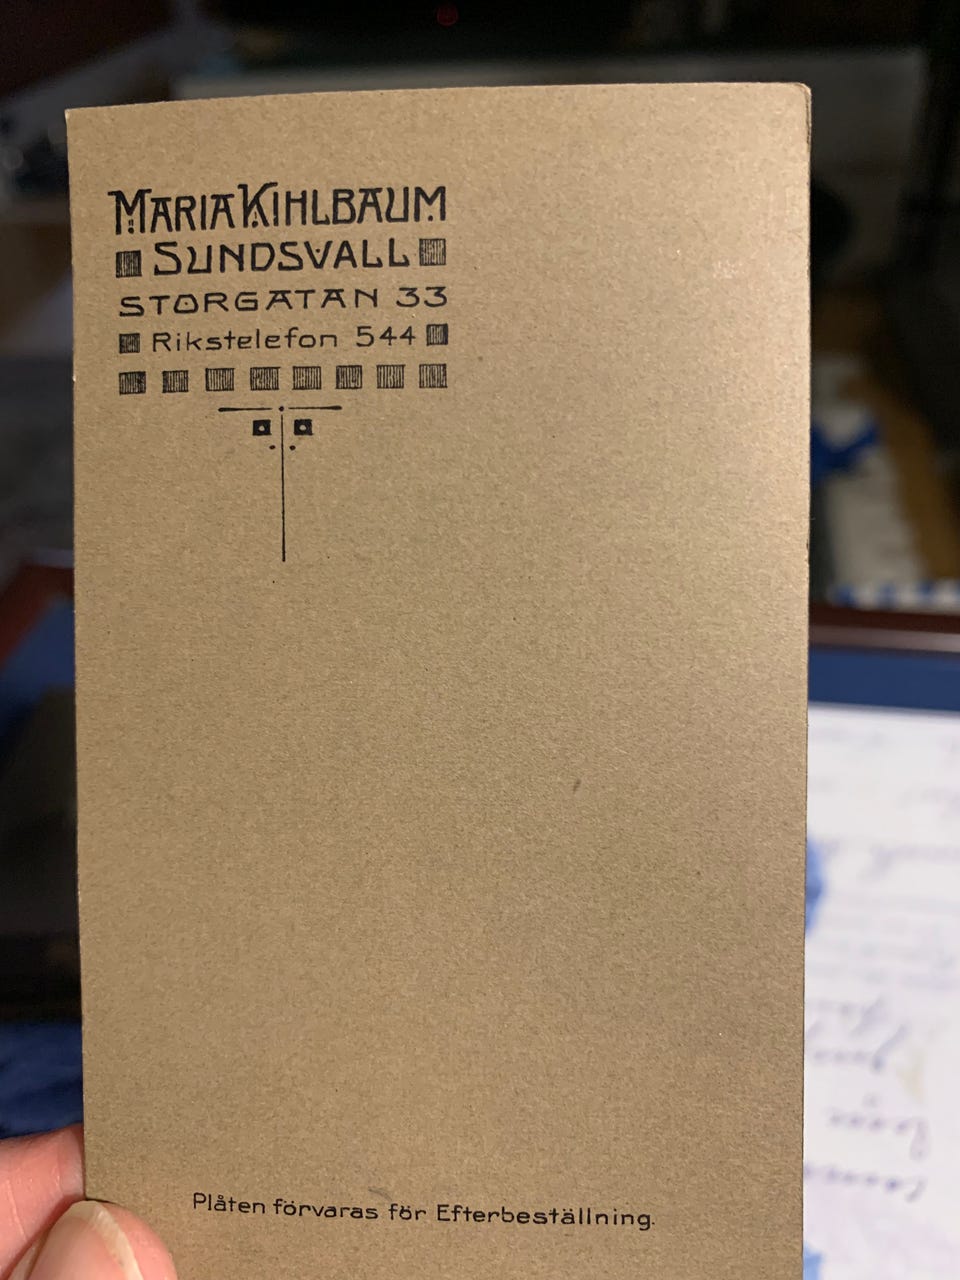 MARIA KIHLBAUM
SUNDSVALL
STORGATAN 33
Rikstelefon 544
Plåten förvaras för Efterbeställning.